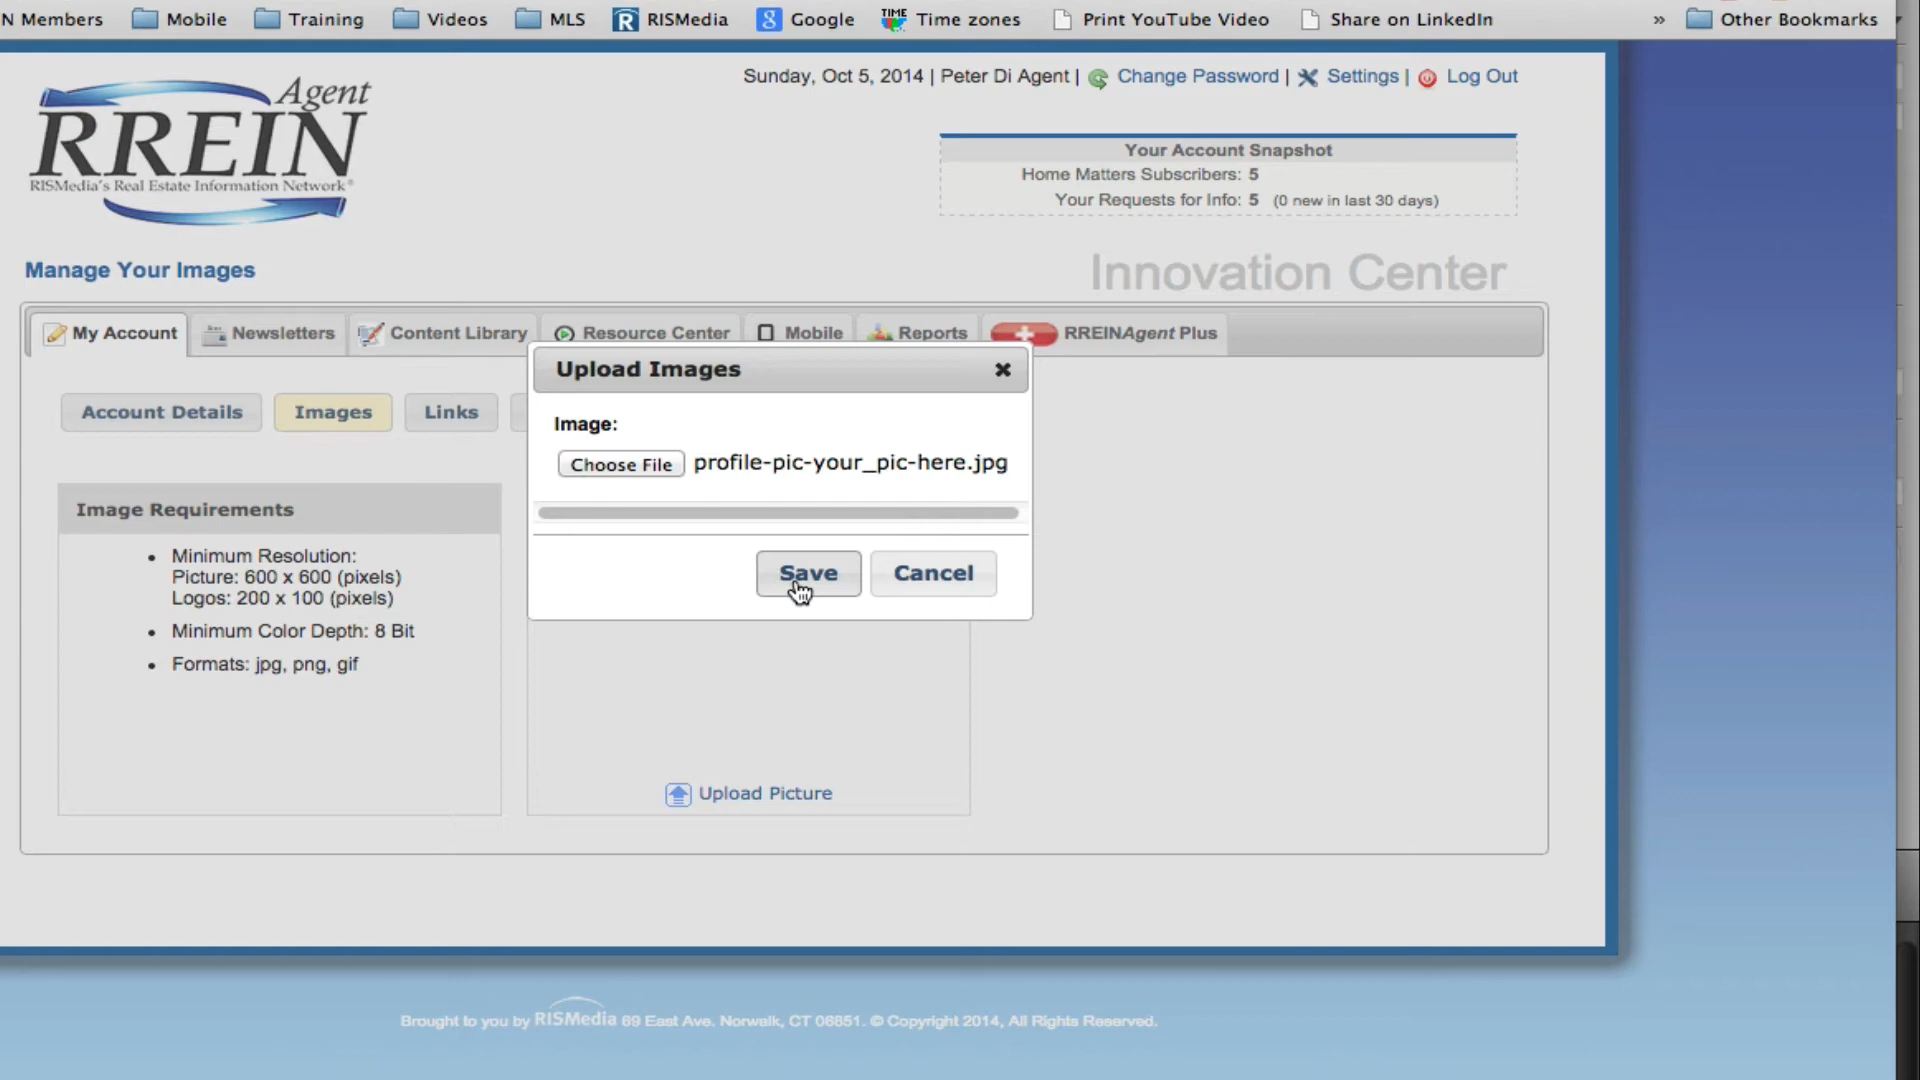 N Members Mobile Training Videos MLS RISMedia Google TIME Time zones Print YouTube Video Share on LinkedIn » Other Bookmarks
Sunday, Oct 5, 2014 | Peter Di Agent | Change Password | Settings | Log Out
Agent
RREIN
RISMedia's Real Estate Information Network®
Your Account Snapshot
Home Matters Subscribers: 5
Your Requests for Info: 5 (0 new in last 30 days)
Manage Your Images
Innovation Center
My Account Newsletters Content Library Resource Center Mobile Reports RREINAgent Plus
Upload Images
Account Details Images Links
Image:
Choose File profile-pic-your_pic-here.jpg
Image Requirements
• Minimum Resolution:
Picture: 600 x 600 (pixels)
Logos: 200 x 100 (pixels)
• Minimum Color Depth: 8 Bit
• Formats: jpg, png, gif
Save Cancel
Upload Picture
Brought to you by RISMedia 69 East Ave. Norwalk, CT 06851. © Copyright 2014, All Rights Reserved.